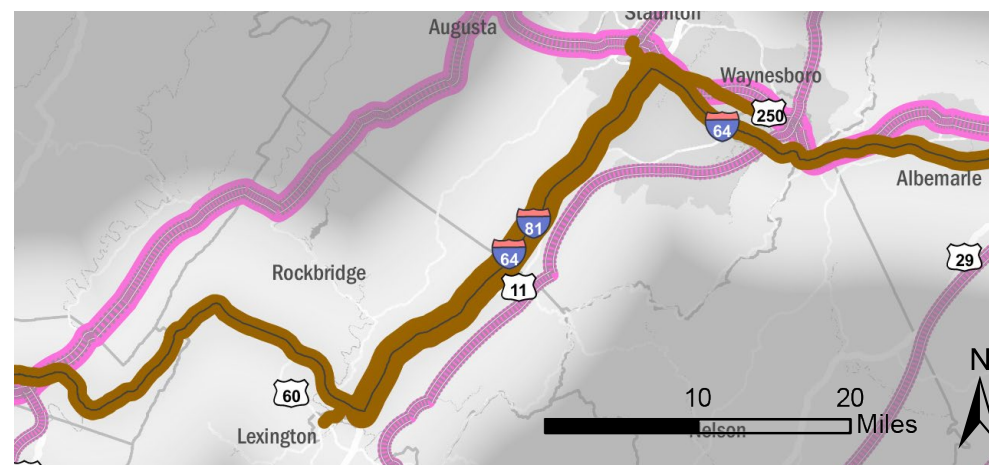 Staunton
Augusta
Waynesboro
250
64
Albemarle
81
64
29
Rockbridge
11
N
60
10
20
Miles
Nelson
Lexington